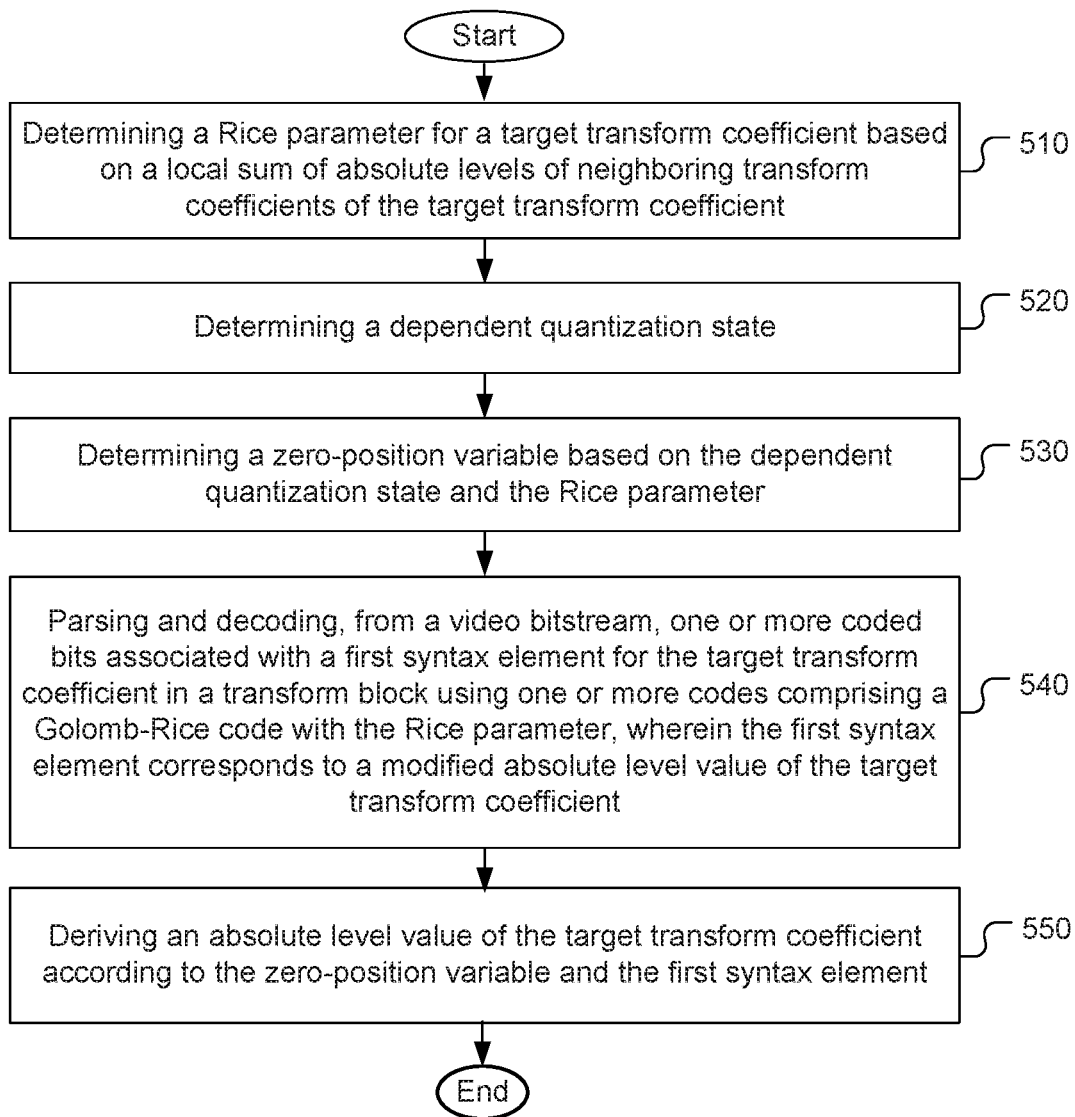 Start
Determining a Rice parameter for a target transform coefficient based
on a local sum of absolute levels of neighboring transform
coefficients of the target transform coefficient
510
Determining a dependent quantization state
520
Determining a zero-position variable based on the dependent
quantization state and the Rice parameter
530
Parsing and decoding, from a video bitstream, one or more coded
bits associated with a first syntax element for the target transform
coefficient in a transform block using one or more codes comprising a
Golomb-Rice code with the Rice parameter, wherein the first syntax
element corresponds to a modified absolute level value of the target
transform coefficient
540
Deriving an absolute level value of the target transform coefficient
according to the zero-position variable and the first syntax element
550
End